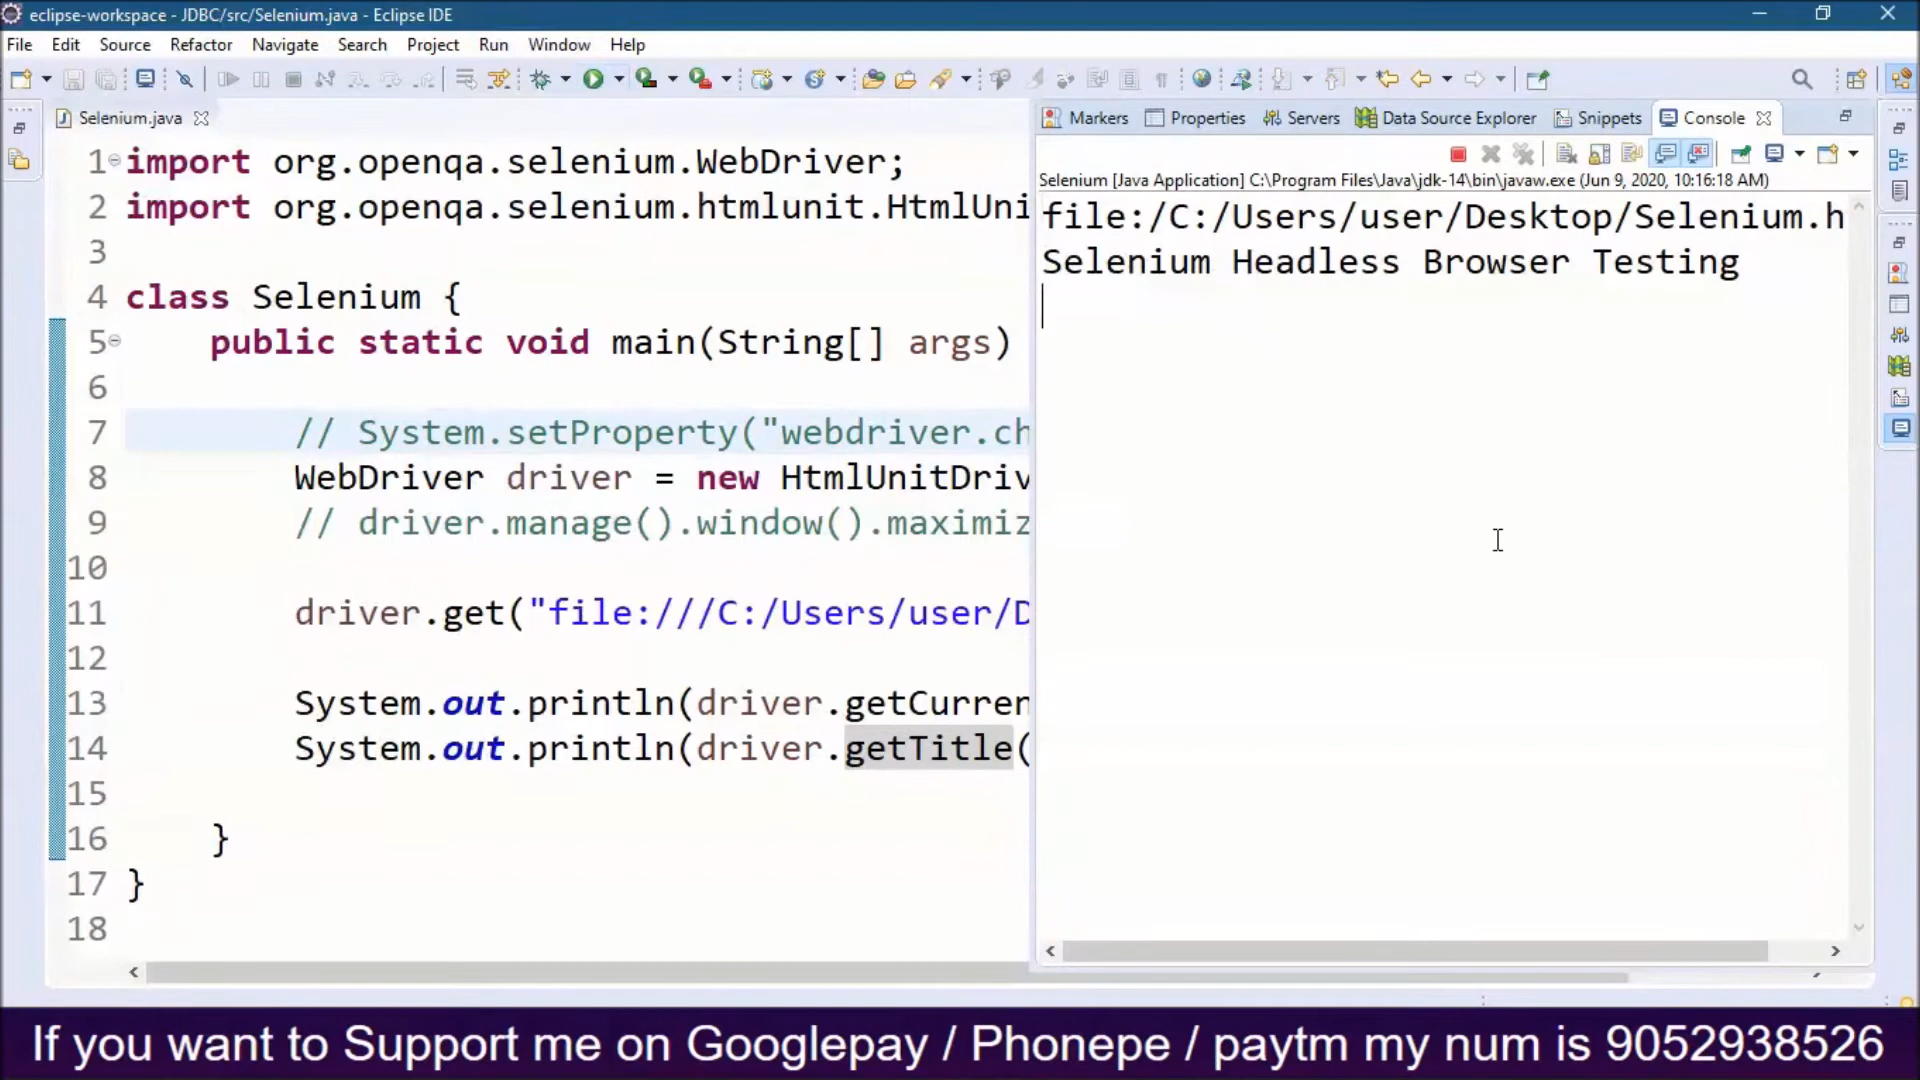 eclipse-workspace - JDBC/src/Selenium.java - Eclipse IDE
File Edit Source Refactor Navigate Search Project Run Window Help
Selenium.java
Markers Properties Servers Data Source Explorer Snippets Console
Selenium [Java Application] C:\Program Files\Java\jdk-14\bin\javaw.exe (Jun 9, 2020, 10:16:18 AM)
1 import org.openqa.selenium.WebDriver;
2 import org.openqa.selenium.htmlunit.HtmlUni
3
4 class Selenium {
5 public static void main(String[] args)
6
7 // System.setProperty("webdriver.ch
8 WebDriver driver = new HtmlUnitDriv
9 // driver.manage().window().maximiz
10
11 driver.get("file:///C:/Users/user/D
12
13 System.out.println(driver.getCurren
14 System.out.println(driver.getTitle(
15
16 }
17 }
18
file:/C:/Users/user/Desktop/Selenium.h
Selenium Headless Browser Testing
If you want to Support me on Googlepay / Phonepe / paytm my num is 9052938526